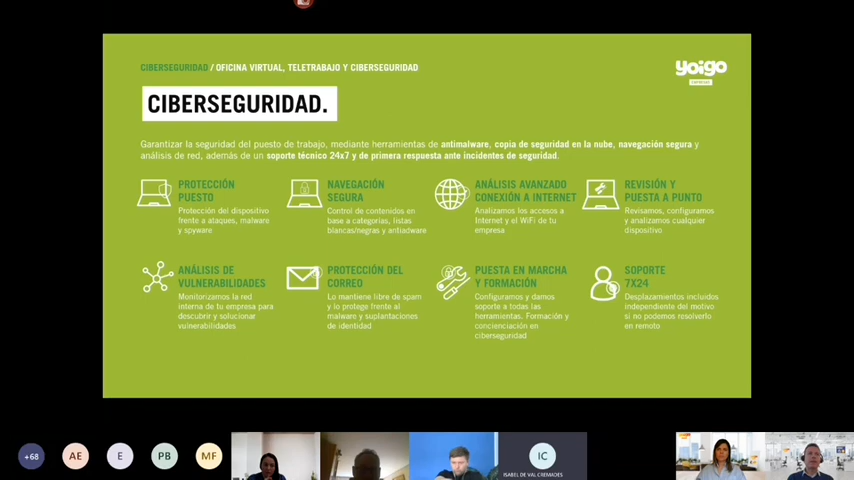 CIBERSEGURIDAD / OFICINA VIRTUAL, TELETRABAJO Y CIBERSEGURIDAD
yoigo
CIBERSEGURIDAD.
Garantizar la seguridad del puesto de trabajo, mediante herramientas de antimalware, copia de seguridad en la nube, navegación segura y
análisis de red, además de un soporte técnico 24x7 y de primera respuesta ante incidentes de seguridad.
PROTECCIÓN
PUESTO
Protección del dispositivo
frente a ataques, malware
y spyware
NAVEGACIÓN
SEGURA
Control de contenidos en
base a categorías, listas
blancas/negras y antiadware
ANÁLISIS AVANZADO
CONEXIÓN A INTERNET
Analizamos los accesos a
Internet y el WiFi de tu
empresa
REVISIÓN Y
PUESTA A PUNTO
Revisamos, configuramos
y analizamos cualquier
dispositivo
ANÁLISIS DE
VULNERABILIDADES
Monitorizamos la red
interna de tu empresa para
descubrir y solucionar
vulnerabilidades
PROTECCIÓN DEL
CORREO
Lo mantiene libre de spam
y lo protege frente al
malware y suplantaciones
de identidad
PUESTA EN MARCHA
Y FORMACIÓN
Configuramos y damos
soporte a todas las
herramientas. Formación y
concienciación en
ciberseguridad
SOPORTE
7X24
Desplazamientos incluidos
independiente del motivo
si no podemos resolverlo
en remoto
+68
AE
E
PB
MF
IC
ISABEL DE VAL CREMADES